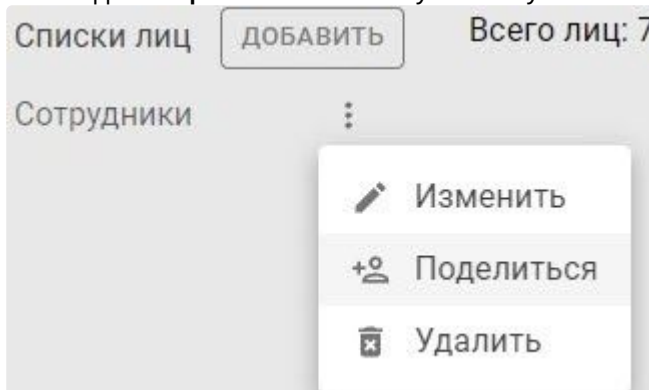 Списки лиц ДОБАВИТЬ Всего лиц: 7
Сотрудники
Изменить
Поделиться
Удалить